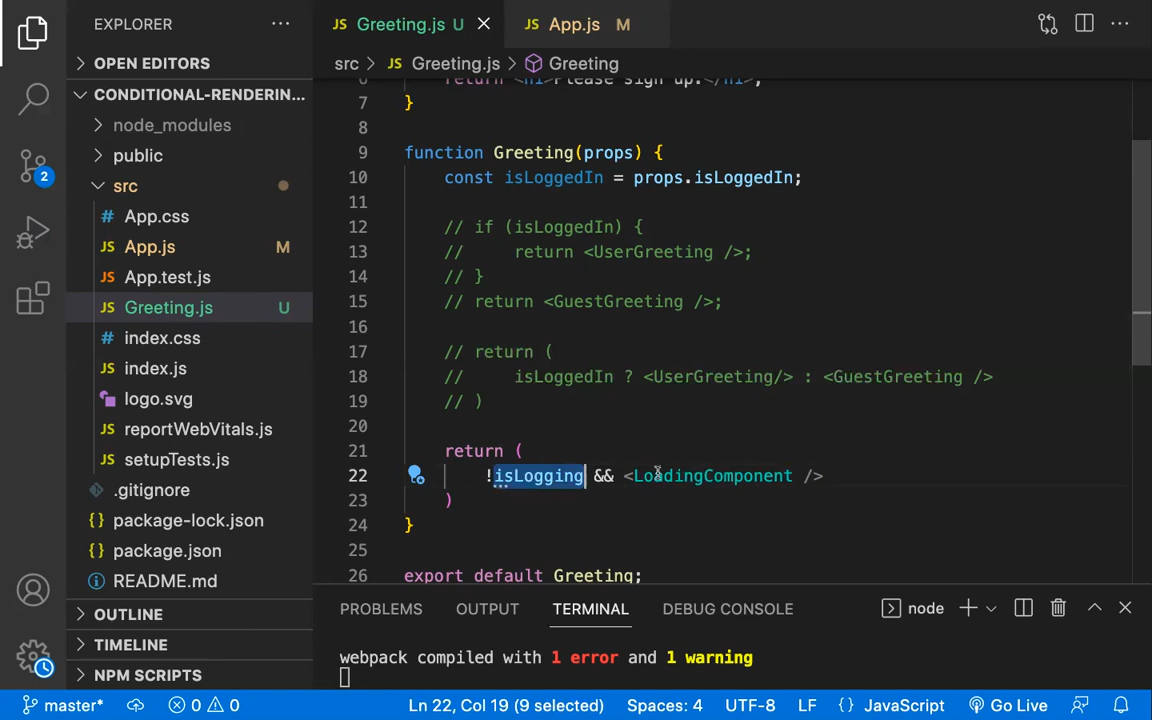 EXPLORER
Greeting.js U
App.js M
OPEN EDITORS
src > Greeting.js > Greeting
CONDITIONAL-RENDERIN...
node_modules
public
src
App.css
App.js M
App.test.js
Greeting.js U
index.css
index.js
logo.svg
reportWebVitals.js
setupTests.js
.gitignore
package-lock.json
package.json
README.md
OUTLINE
TIMELINE
NPM SCRIPTS
2
7 }
8
9 function Greeting(props) {
10 const isLoggedIn = props.isLoggedIn;
11
12 // if (isLoggedIn) {
13 // return <UserGreeting />;
14 // }
15 // return <GuestGreeting />;
16
17 // return (
18 // isLoggedIn ? <UserGreeting/> : <GuestGreeting />
19 // )
20
21 return (
22 !isLogging && <LoadingComponent />
23 )
24 }
25
26 export default Greeting;
PROBLEMS OUTPUT TERMINAL DEBUG CONSOLE
node
webpack compiled with 1 error and 1 warning
master* 0 0 Ln 22, Col 19 (9 selected) Spaces: 4 UTF-8 LF {} JavaScript Go Live